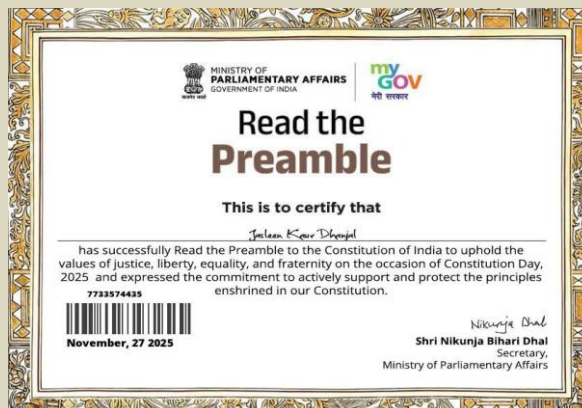 MINISTRY OF
PARLIAMENTARY AFFAIRS
GOVERNMENT OF INDIA
सत्यमेव जयते
my
GOV
मेरी सरकार
Read the
Preamble
This is to certify that
Jasleen Kaur Dhanjal
has successfully Read the Preamble to the Constitution of India to uphold the
values of justice, liberty, equality, and fraternity on the occasion of Constitution Day,
2025 and expressed the commitment to actively support and protect the principles
enshrined in our Constitution.
7733574435
November, 27 2025
Nikunja Dhal
Shri Nikunja Bihari Dhal
Secretary,
Ministry of Parliamentary Affairs